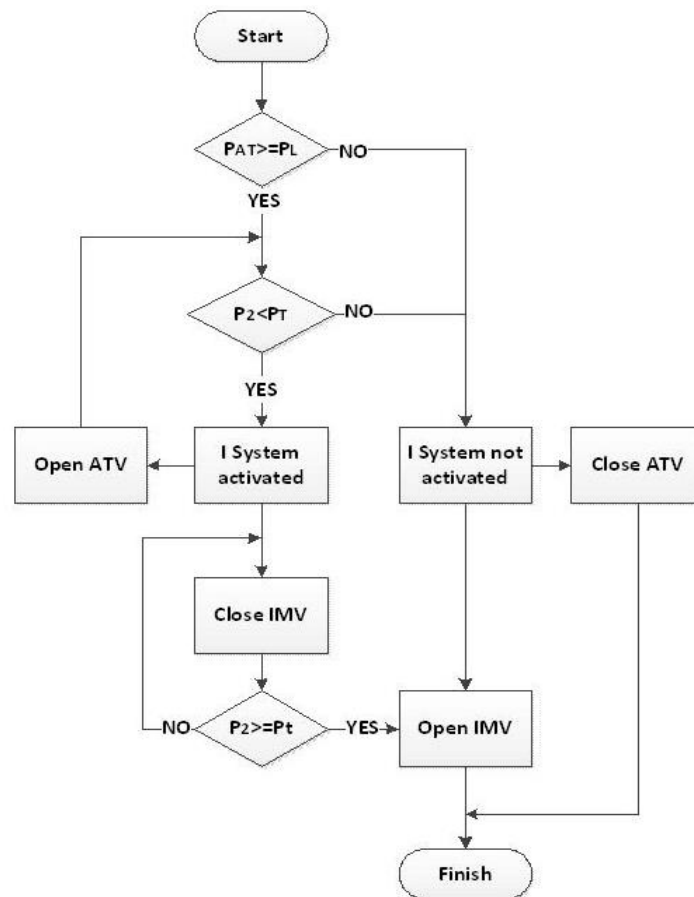 Start
PAT>=PL
NO
YES
P2<PT
NO
YES
Open ATV
I System
activated
I System not
activated
Close ATV
Close IMV
NO
P2>=Pt
YES
Open IMV
Finish